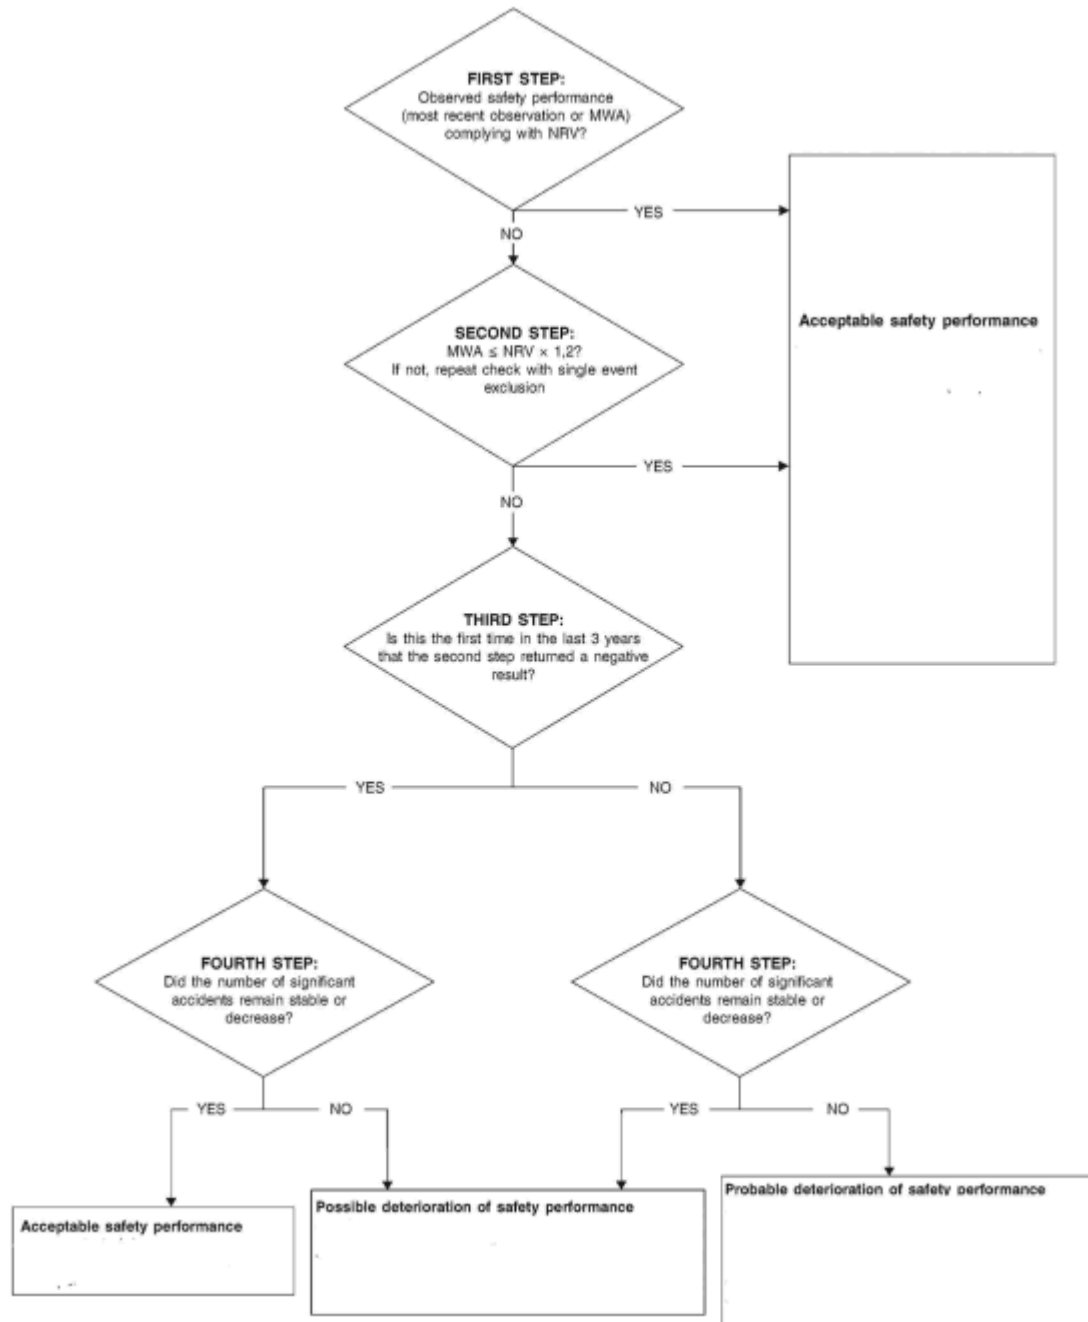 FIRST STEP:
Observed safety performance
(most recent observation or MWA)
complying with NRV?
YES
NO
SECOND STEP:
MWA ≤ NRV × 1,2?
If not, repeat check with single event
exclusion
Acceptable safety performance
YES
NO
THIRD STEP:
Is this the first time in the last 3 years
that the second step returned a negative
result?
YES
NO
FOURTH STEP:
Did the number of significant
accidents remain stable or
decrease?
FOURTH STEP:
Did the number of significant
accidents remain stable or
decrease?
YES
NO
YES
NO
Acceptable safety performance
Possible deterioration of safety performance
Probable deterioration of safety performance